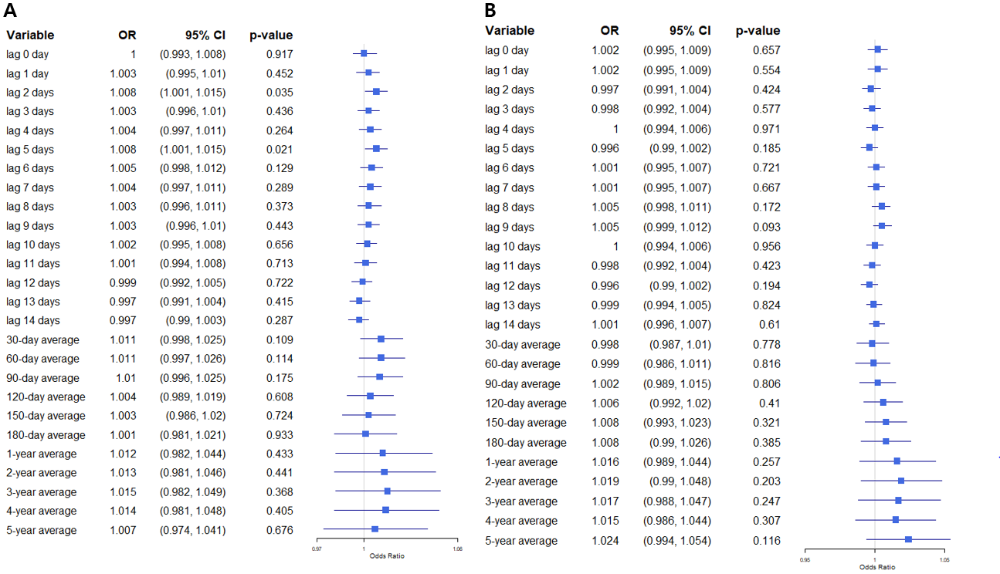 A
Variable OR 95% CI p-value
lag 0 day 1 (0.993, 1.008) 0.917
lag 1 day 1.003 (0.995, 1.01) 0.452
lag 2 days 1.008 (1.001, 1.015) 0.035
lag 3 days 1.003 (0.996, 1.01) 0.436
lag 4 days 1.004 (0.997, 1.011) 0.264
lag 5 days 1.008 (1.001, 1.015) 0.021
lag 6 days 1.005 (0.998, 1.012) 0.129
lag 7 days 1.004 (0.997, 1.011) 0.289
lag 8 days 1.003 (0.996, 1.011) 0.373
lag 9 days 1.003 (0.996, 1.01) 0.443
lag 10 days 1.002 (0.995, 1.008) 0.656
lag 11 days 1.001 (0.994, 1.008) 0.713
lag 12 days 0.999 (0.992, 1.005) 0.722
lag 13 days 0.997 (0.991, 1.004) 0.415
lag 14 days 0.997 (0.99, 1.003) 0.287
30-day average 1.011 (0.998, 1.025) 0.109
60-day average 1.011 (0.997, 1.026) 0.114
90-day average 1.01 (0.996, 1.025) 0.175
120-day average 1.004 (0.989, 1.019) 0.608
150-day average 1.003 (0.986, 1.02) 0.724
180-day average 1.001 (0.981, 1.021) 0.933
1-year average 1.012 (0.982, 1.044) 0.433
2-year average 1.013 (0.981, 1.046) 0.441
3-year average 1.015 (0.982, 1.049) 0.368
4-year average 1.014 (0.981, 1.048) 0.405
5-year average 1.007 (0.974, 1.041) 0.676
0.97 1 1.06
Odds Ratio
B
Variable OR 95% CI p-value
lag 0 day 1.002 (0.995, 1.009) 0.657
lag 1 day 1.002 (0.995, 1.009) 0.554
lag 2 days 0.997 (0.991, 1.004) 0.424
lag 3 days 0.998 (0.992, 1.004) 0.577
lag 4 days 1 (0.994, 1.006) 0.971
lag 5 days 0.996 (0.99, 1.002) 0.185
lag 6 days 1.001 (0.995, 1.007) 0.721
lag 7 days 1.001 (0.995, 1.007) 0.667
lag 8 days 1.005 (0.998, 1.011) 0.172
lag 9 days 1.005 (0.999, 1.012) 0.093
lag 10 days 1 (0.994, 1.006) 0.956
lag 11 days 0.998 (0.992, 1.004) 0.423
lag 12 days 0.996 (0.99, 1.002) 0.194
lag 13 days 0.999 (0.994, 1.005) 0.824
lag 14 days 1.001 (0.996, 1.007) 0.61
30-day average 0.998 (0.987, 1.01) 0.778
60-day average 0.999 (0.986, 1.011) 0.816
90-day average 1.002 (0.989, 1.015) 0.806
120-day average 1.006 (0.992, 1.02) 0.41
150-day average 1.008 (0.993, 1.023) 0.321
180-day average 1.008 (0.99, 1.026) 0.385
1-year average 1.016 (0.989, 1.044) 0.257
2-year average 1.019 (0.99, 1.048) 0.203
3-year average 1.017 (0.988, 1.047) 0.247
4-year average 1.015 (0.986, 1.044) 0.307
5-year average 1.024 (0.994, 1.054) 0.116
0.95 1 1.05
Odds Ratio